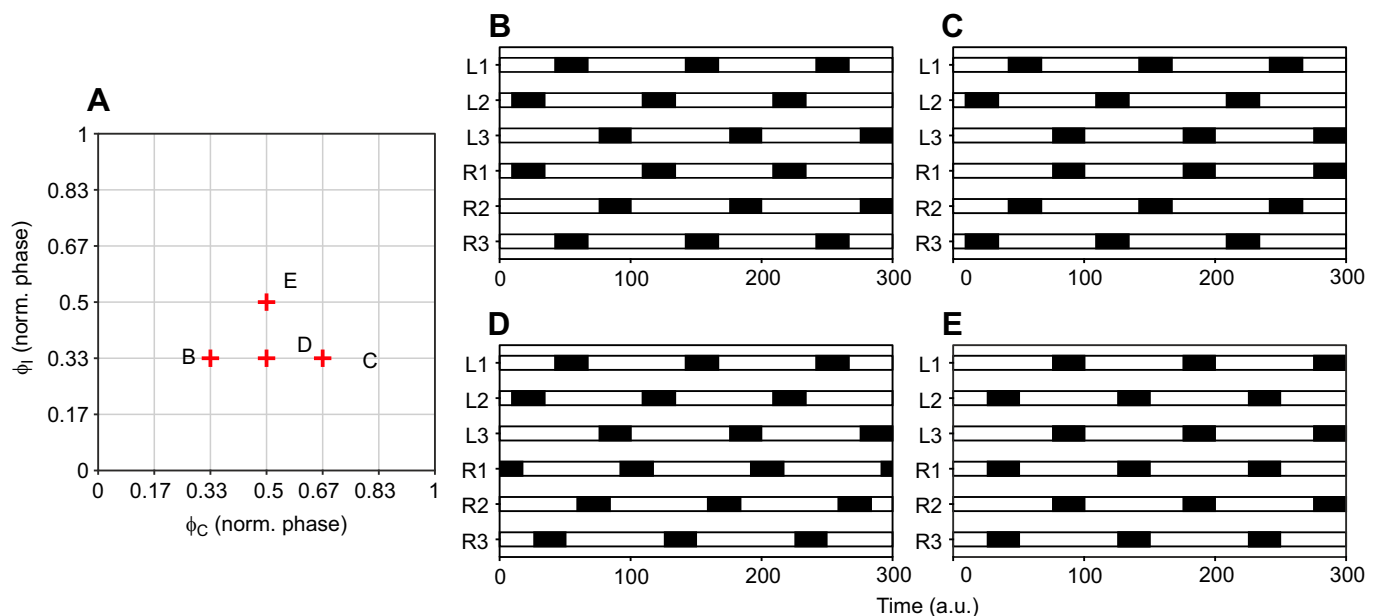 A
1
0.83
0.67
0.5
0.33
0.17
0
ϕI (norm. phase)
E
B
D
C
0 0.17 0.33 0.5 0.67 0.83 1
ϕC (norm. phase)
B
L1
L2
L3
R1
R2
R3
0 100 200 300
C
L1
L2
L3
R1
R2
R3
0 100 200 300
D
L1
L2
L3
R1
R2
R3
0 100 200 300
E
L1
L2
L3
R1
R2
R3
0 100 200 300
Time (a.u.)